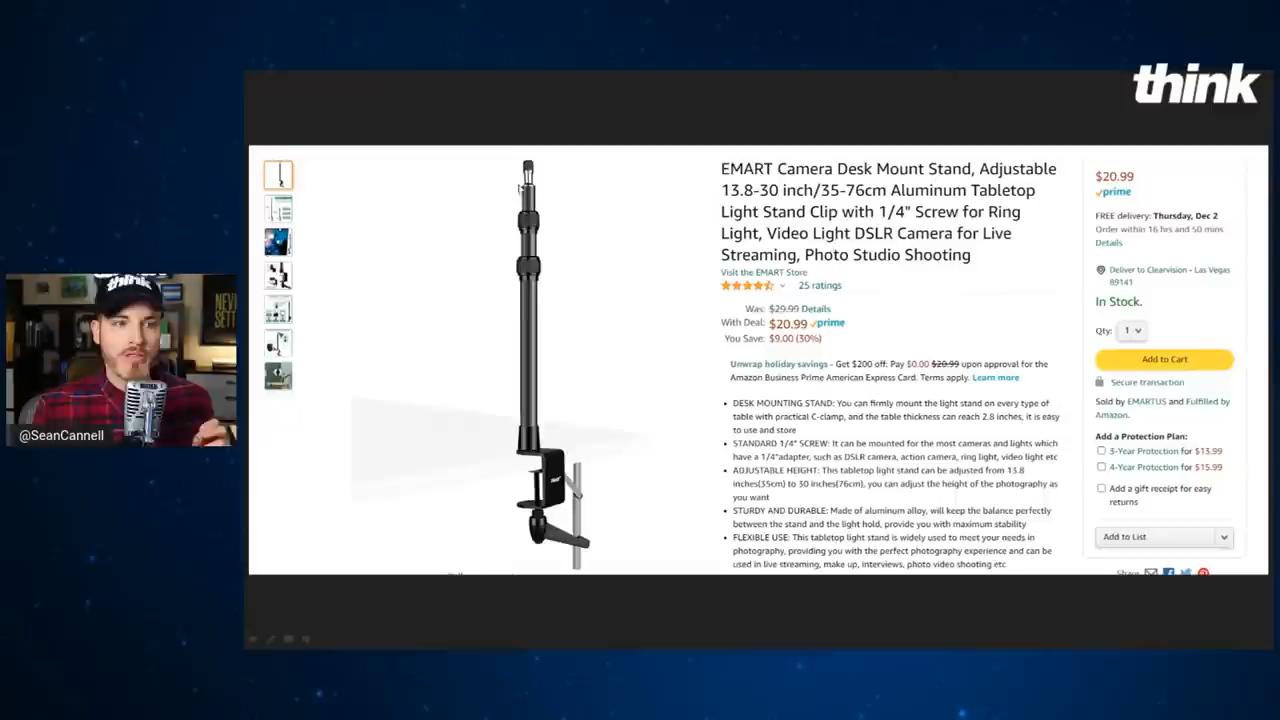 think
EMART Camera Desk Mount Stand, Adjustable
13.8-30 inch/35-76cm Aluminum Tabletop
Light Stand Clip with 1/4" Screw for Ring
Light, Video Light DSLR Camera for Live
Streaming, Photo Studio Shooting
Visit the EMART Store
25 ratings
Was: $29.99 Details
With Deal: $20.99 prime
You Save: $9.00 (30%)
Unwrap holiday savings - Get $200 off: Pay $0.00 $20.99 upon approval for the
Amazon Business Prime American Express Card. Terms apply. Learn more
• DESK MOUNTING STAND: You can firmly mount the light stand on every type of
table with practical C-clamp, and the table thickness can reach 2.8 inches, it is easy
to use and store
• STANDARD 1/4" SCREW: It can be mounted for the most cameras and lights which
have a 1/4"adapter, such as DSLR camera, action camera, ring light, video light etc
• ADJUSTABLE HEIGHT: This tabletop light stand can be adjusted from 13.8
inches(35cm) to 30 inches(76cm), you can adjust the height of the photography as
you want
• STURDY AND DURABLE: Made of aluminum alloy, will keep the balance perfectly
between the stand and the light hold, provide you with maximum stability
• FLEXIBLE USE: This tabletop light stand is widely used to meet your needs in
photography, providing you with the perfect photography experience and can be
used in live streaming, make up, interviews, photo video shooting etc
$20.99
prime
FREE delivery: Thursday, Dec 2
Order within 16 hrs and 50 mins
Details
Deliver to Clearvision - Las Vegas
89141
In Stock.
Qty: 1
Add to Cart
Secure transaction
Sold by EMARTUS and Fulfilled by
Amazon.
Add a Protection Plan:
3-Year Protection for $13.99
4-Year Protection for $15.99
Add a gift receipt for easy
returns
Add to List
Share
think
NEVER
SETT
@SeanCannell